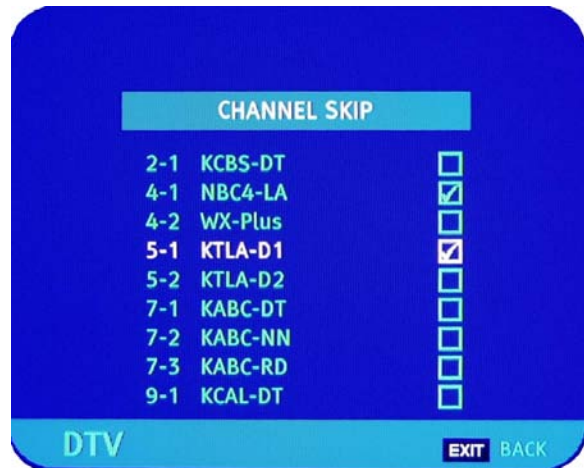 CHANNEL SKIP
2-1 KCBS-DT
4-1 NBC4-LA
4-2 WX-Plus
5-1 KTLA-D1
5-2 KTLA-D2
7-1 KABC-DT
7-2 KABC-NN
7-3 KABC-RD
9-1 KCAL-DT
DTV EXIT BACK